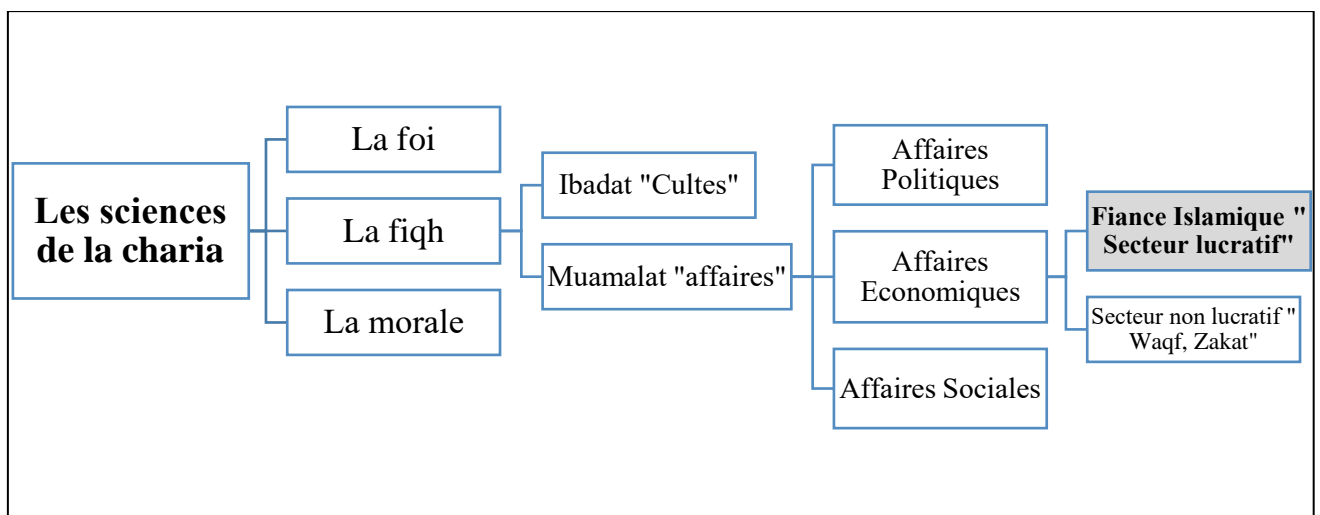 Les sciences
de la charia
La foi
La fiqh
La morale
Ibadat "Cultes"
Muamalat "affaires"
Affaires
Politiques
Affaires
Economiques
Affaires Sociales
Fiance Islamique "
Secteur lucratif"
Secteur non lucratif "
Waqf, Zakat"